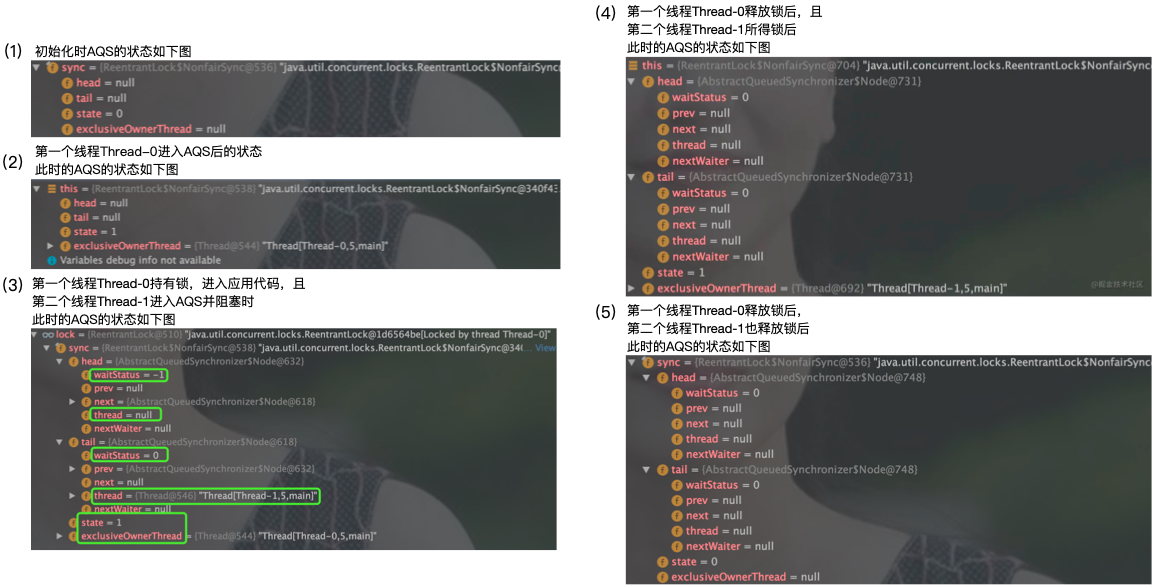 (1) 初始化时AQS的状态如下图
sync = {ReentrantLock$NonfairSync@536} "java.util.concurrent.locks.ReentrantLock$NonfairSync[
head = null
tail = null
state = 0
exclusiveOwnerThread = null
(2) 第一个线程Thread-0进入AQS后的状态
此时的AQS的状态如下图
this = {ReentrantLock$NonfairSync@538} "java.util.concurrent.locks.ReentrantLock$NonfairSync@340f43
head = null
tail = null
state = 1
exclusiveOwnerThread = {Thread@544} "Thread[Thread-0,5,main]"
Variables debug info not available
(3) 第一个线程Thread-0持有锁，进入应用代码，且
第二个线程Thread-1进入AQS并阻塞时
此时的AQS的状态如下图
lock = {ReentrantLock@510} "java.util.concurrent.locks.ReentrantLock@1d6564be[Locked by thread Thread-0]"
sync = {ReentrantLock$NonfairSync@538} "java.util.concurrent.locks.ReentrantLock$NonfairSync@340... View
head = {AbstractQueuedSynchronizer$Node@632}
waitStatus = -1
prev = null
next = {AbstractQueuedSynchronizer$Node@618}
thread = null
nextWaiter = null
tail = {AbstractQueuedSynchronizer$Node@618}
waitStatus = 0
prev = {AbstractQueuedSynchronizer$Node@632}
next = null
thread = {Thread@546} "Thread[Thread-1,5,main]"
nextWaiter = null
state = 1
exclusiveOwnerThread = {Thread@544} "Thread[Thread-0,5,main]"
(4) 第一个线程Thread-0释放锁后，且
第二个线程Thread-1所得锁后
此时的AQS的状态如下图
this = {ReentrantLock$NonfairSync@704} "java.util.concurrent.locks.ReentrantLock$NonfairSync
head = {AbstractQueuedSynchronizer$Node@731}
waitStatus = 0
prev = null
next = null
thread = null
nextWaiter = null
tail = {AbstractQueuedSynchronizer$Node@731}
waitStatus = 0
prev = null
next = null
thread = null
nextWaiter = null
state = 1
exclusiveOwnerThread = {Thread@692} "Thread[Thread-1,5,main]"
@掘金技术社区
(5) 第一个线程Thread-0释放锁后，
第二个线程Thread-1也释放锁后
此时的AQS的状态如下图
sync = {ReentrantLock$NonfairSync@536} "java.util.concurrent.locks.ReentrantLock$NonfairSync
head = {AbstractQueuedSynchronizer$Node@748}
waitStatus = 0
prev = null
next = null
thread = null
nextWaiter = null
tail = {AbstractQueuedSynchronizer$Node@748}
waitStatus = 0
prev = null
next = null
thread = null
nextWaiter = null
state = 0
exclusiveOwnerThread = null